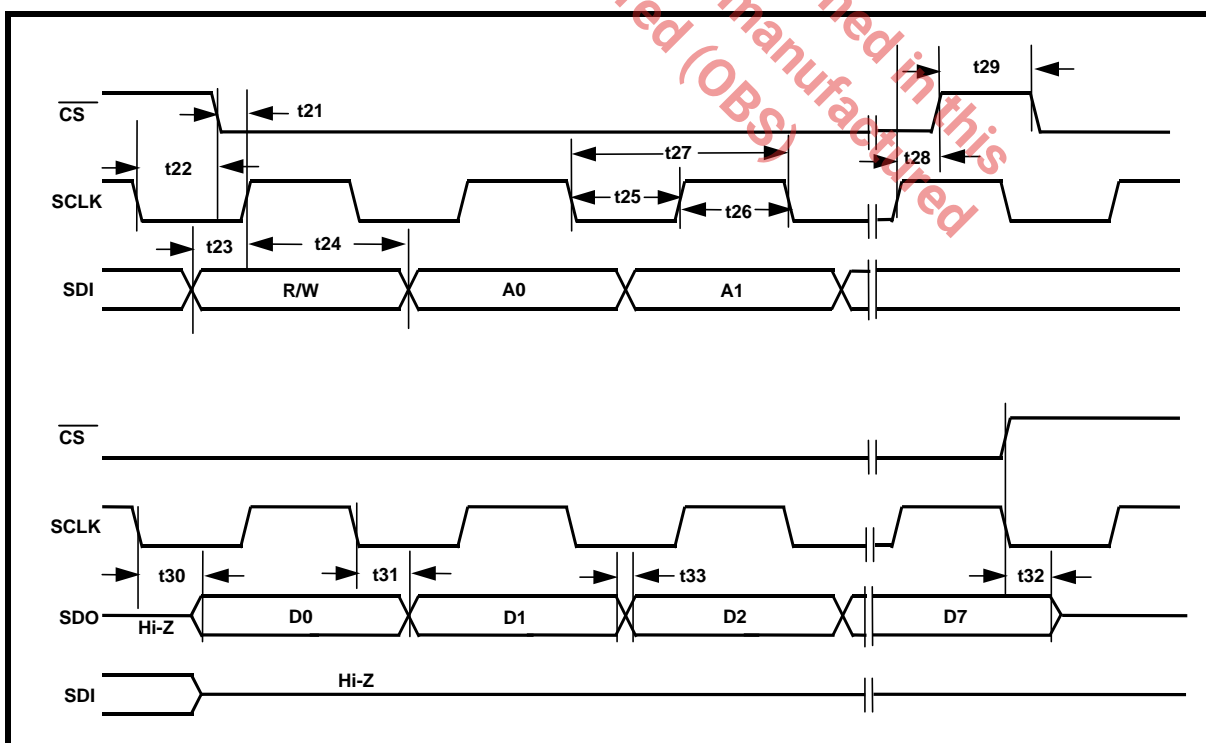 ned in this
manufactured
red (OBS)
t29
CS
t21
t27
t28
t22
SCLK
t25
t26
t23
t24
SDI
R/W
A0
A1
CS
SCLK
t30
t31
t33
t32
SDO
Hi-Z
D0
D1
D2
D7
SDI
Hi-Z